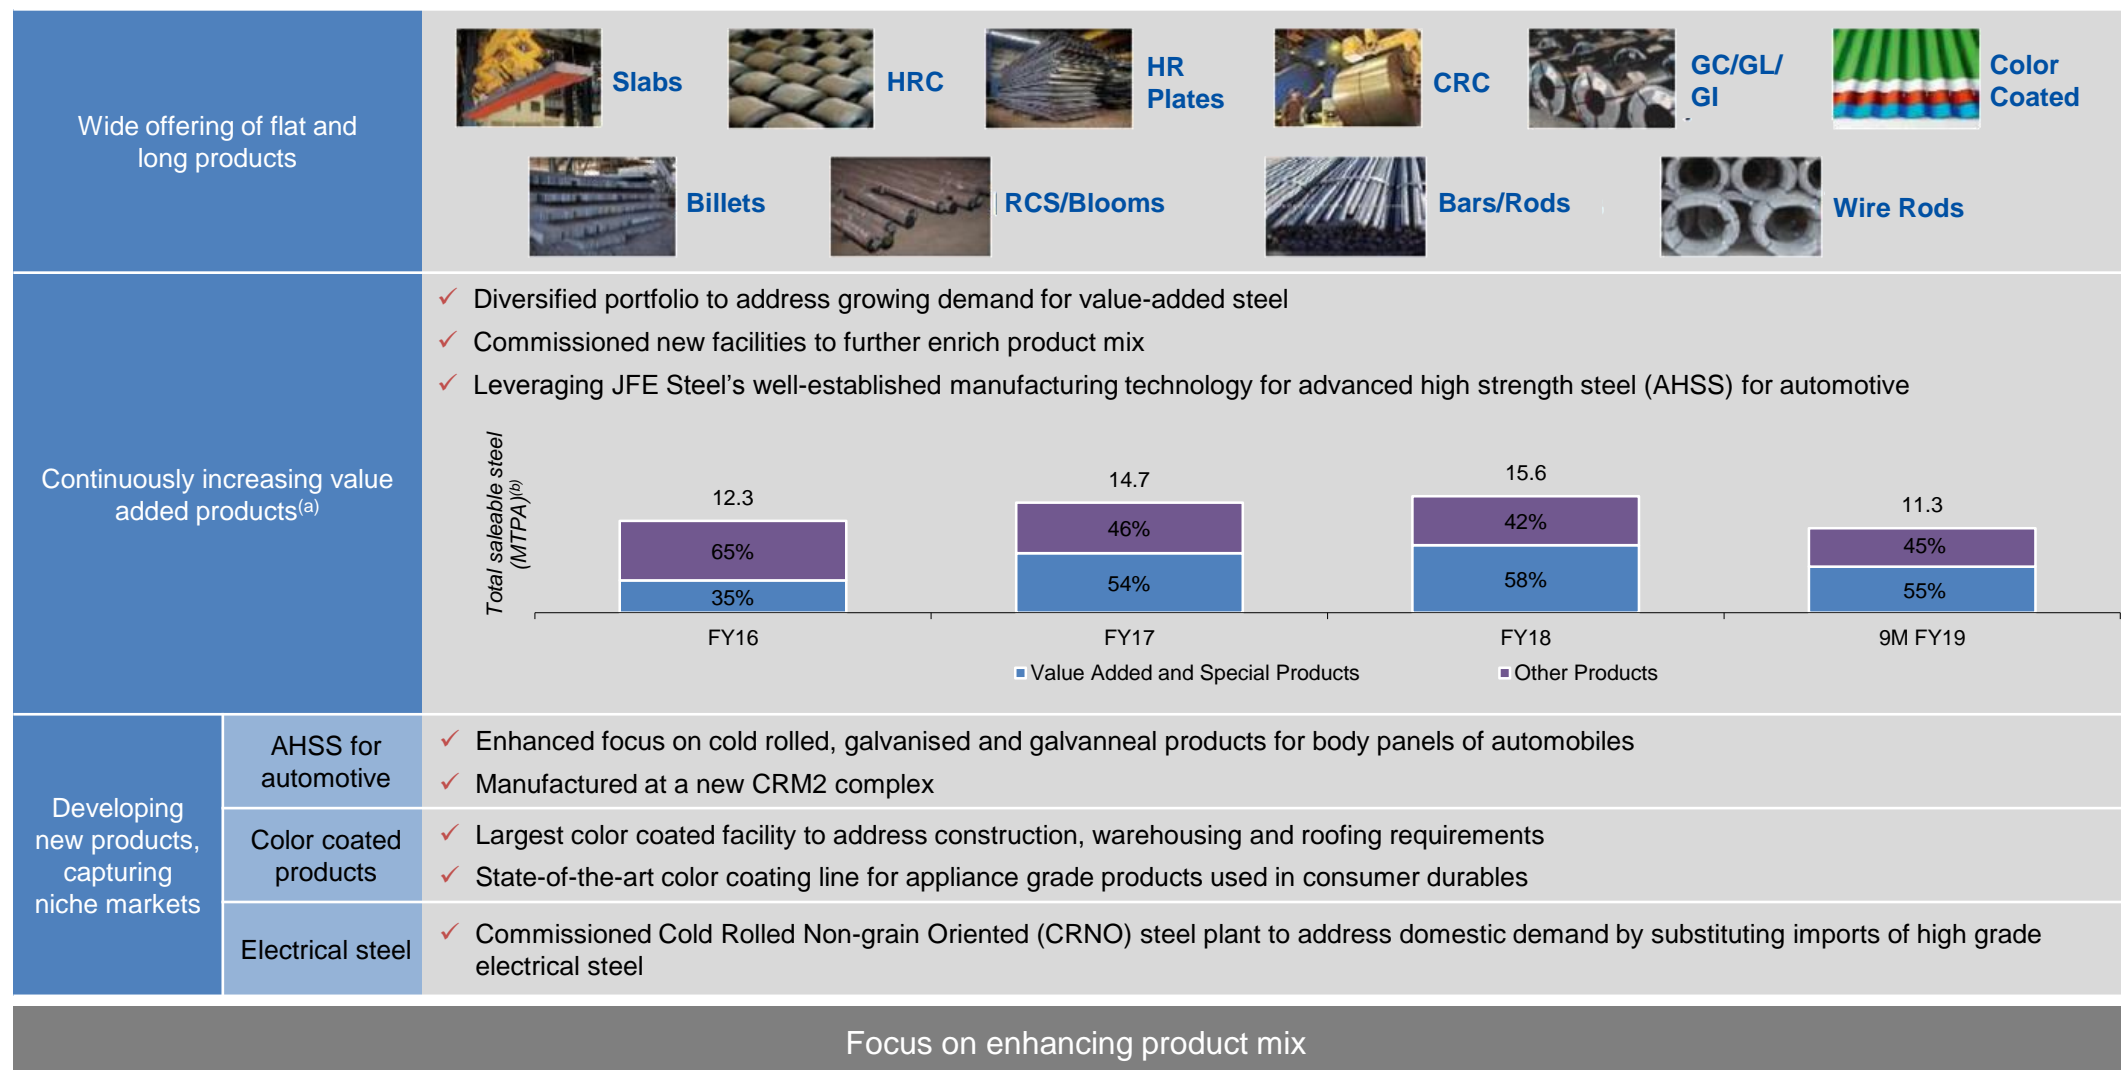 Wide offering of flat and
long products
Slabs
HRC
HR
Plates
CRC
GC/GL/
GI
Color
Coated
Billets
RCS/Blooms
Bars/Rods
Wire Rods
Continuously increasing value
added products(a)
✓ Diversified portfolio to address growing demand for value-added steel
✓ Commissioned new facilities to further enrich product mix
✓ Leveraging JFE Steel’s well-established manufacturing technology for advanced high strength steel (AHSS) for automotive
Total saleable steel
(MTPA)(b)
12.3
14.7
15.6
11.3
65%
46%
42%
45%
35%
54%
58%
55%
FY16
FY17
FY18
9M FY19
Value Added and Special Products
Other Products
Developing
new products,
capturing
niche markets
AHSS for
automotive
✓ Enhanced focus on cold rolled, galvanised and galvanneal products for body panels of automobiles
✓ Manufactured at a new CRM2 complex
Color coated
products
✓ Largest color coated facility to address construction, warehousing and roofing requirements
✓ State-of-the-art color coating line for appliance grade products used in consumer durables
Electrical steel
✓ Commissioned Cold Rolled Non-grain Oriented (CRNO) steel plant to address domestic demand by substituting imports of high grade
electrical steel
Focus on enhancing product mix